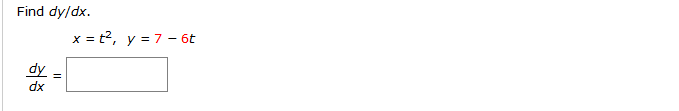 Find dy/dx.
x = t², y = 7 − 6t
dy/dx =